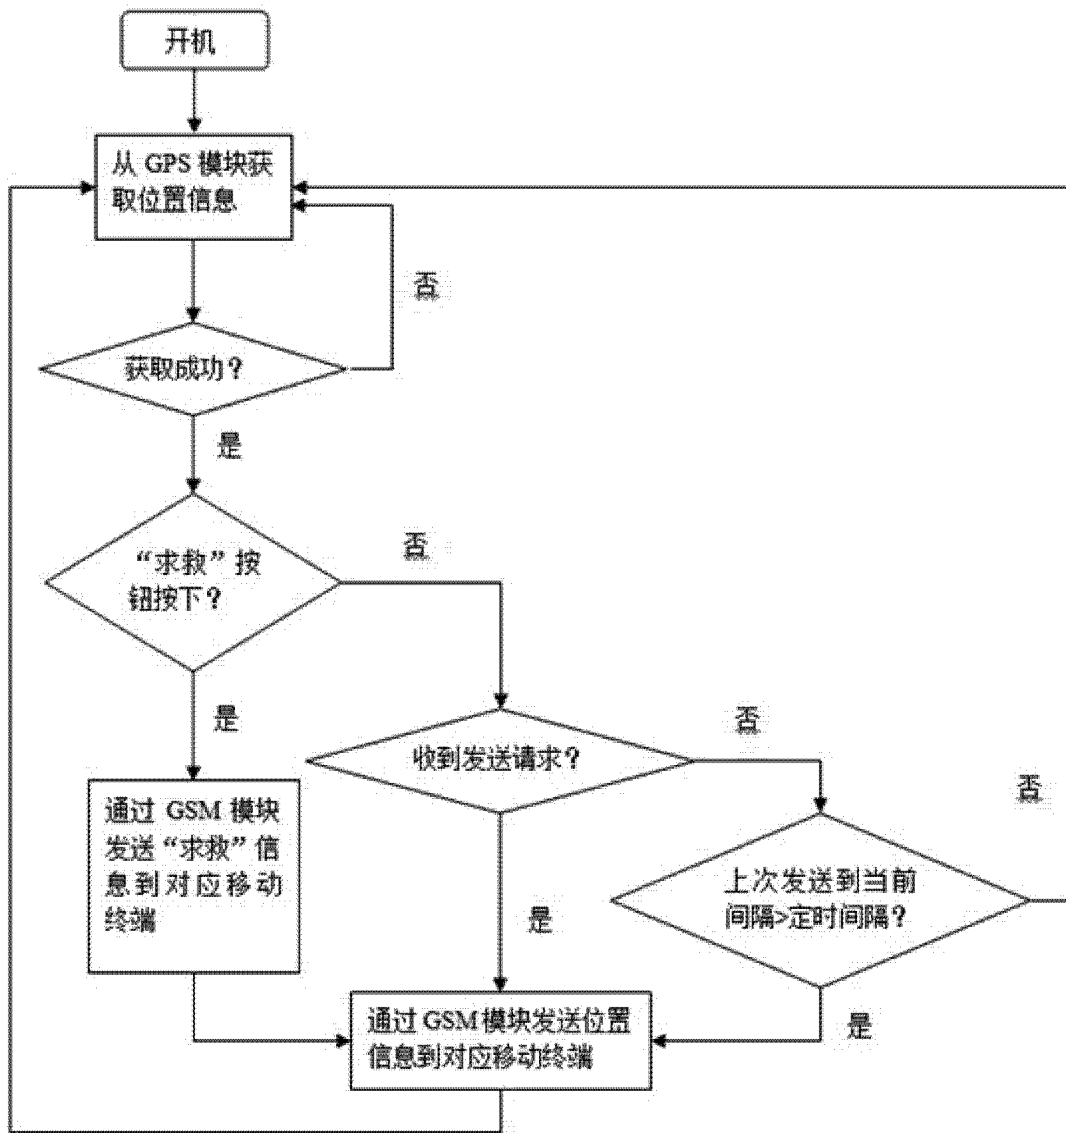 开机
从 GPS 模块获
取位置信息
否
获取成功?
是
“求救”按
钮按下?
否
是
收到发送请求?
否
否
通过 GSM 模块
发送“求救”信
息到对应移动
终端
上次发送到当前
间隔>定时间隔?
是
通过 GSM 模块发送位置
信息到对应移动终端
是